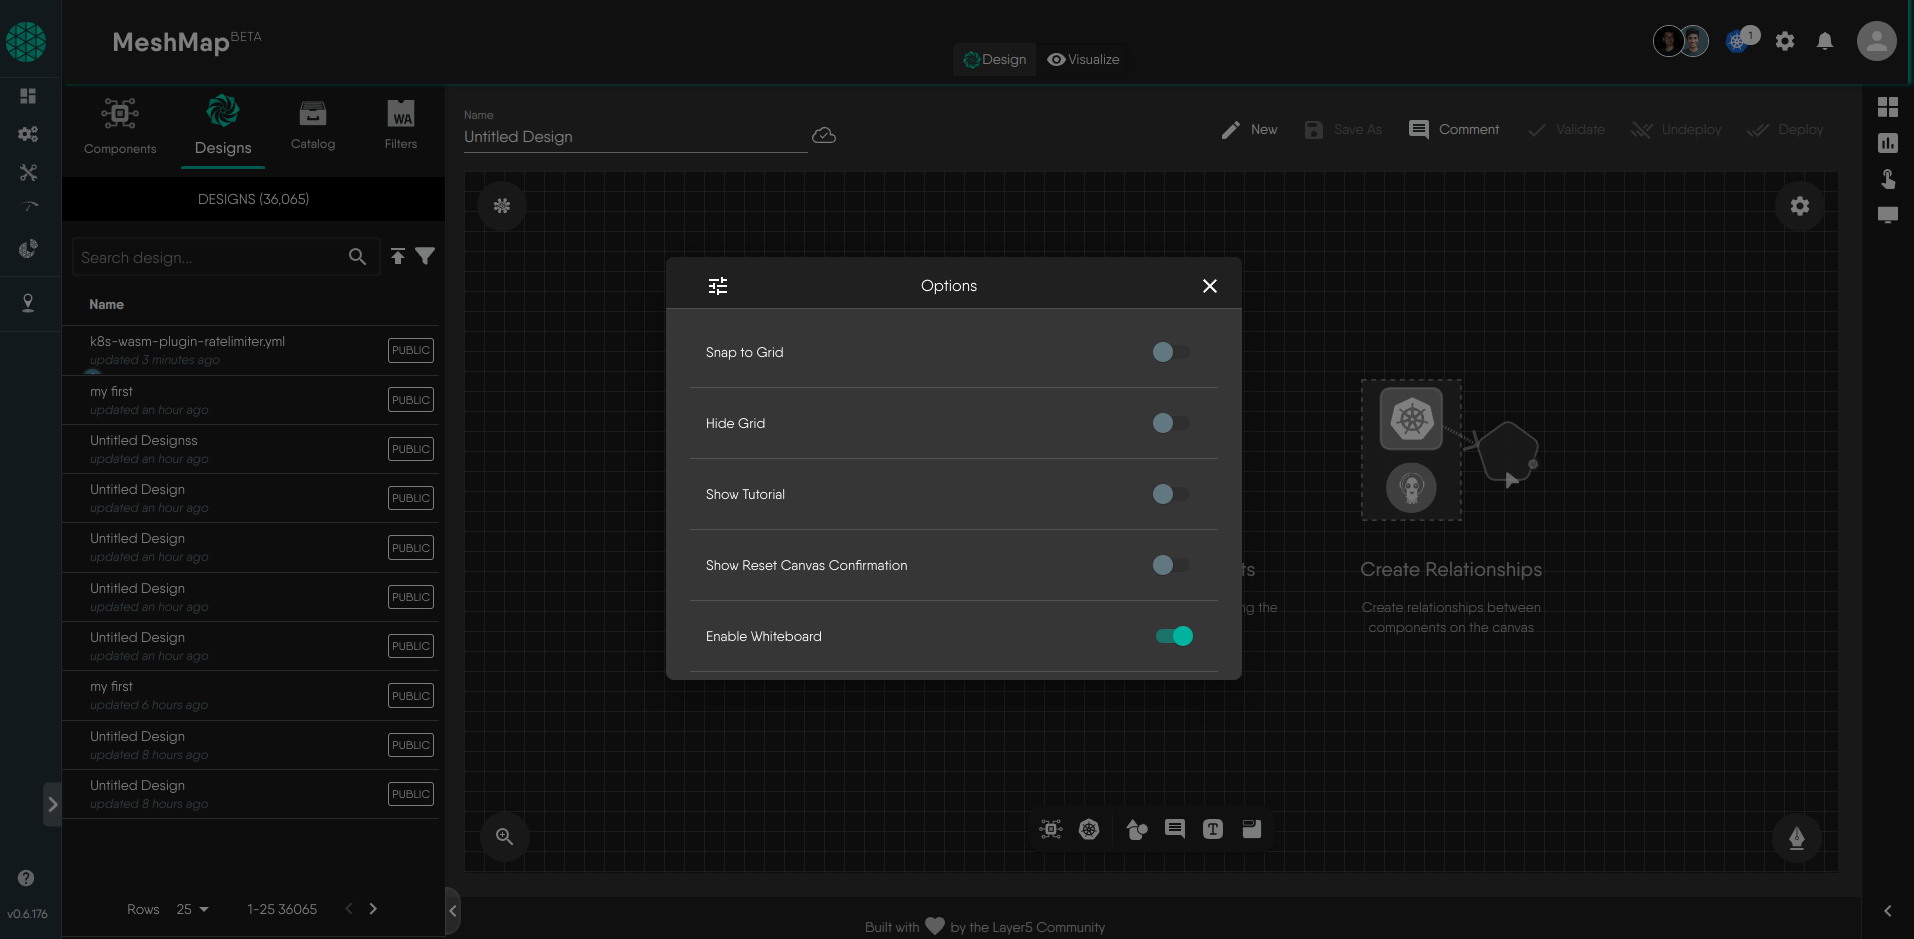 MeshMap BETA
Design
Visualize
1
Components
Designs
Catalog
WA
Filters
DESIGNS (36,065)
Search design...
Name
k8s-wasm-plugin-ratelimiter.yml
updated 3 minutes ago
PUBLIC
my first
updated an hour ago
PUBLIC
Untitled Designss
updated an hour ago
PUBLIC
Untitled Design
updated an hour ago
PUBLIC
Untitled Design
updated an hour ago
PUBLIC
Untitled Design
updated an hour ago
PUBLIC
Untitled Design
updated an hour ago
PUBLIC
my first
updated 6 hours ago
PUBLIC
Untitled Design
updated 8 hours ago
PUBLIC
Untitled Design
updated 8 hours ago
PUBLIC
Rows 25 1-25 36065
v0.6.176
Name
Untitled Design
New
Save As
Comment
Validate
Undeploy
Deploy
Options
Snap to Grid
Hide Grid
Show Tutorial
Show Reset Canvas Confirmation
Enable Whiteboard
ts
ng the
Create Relationships
Create relationships between
components on the canvas
T
Built with by the Layer5 Community